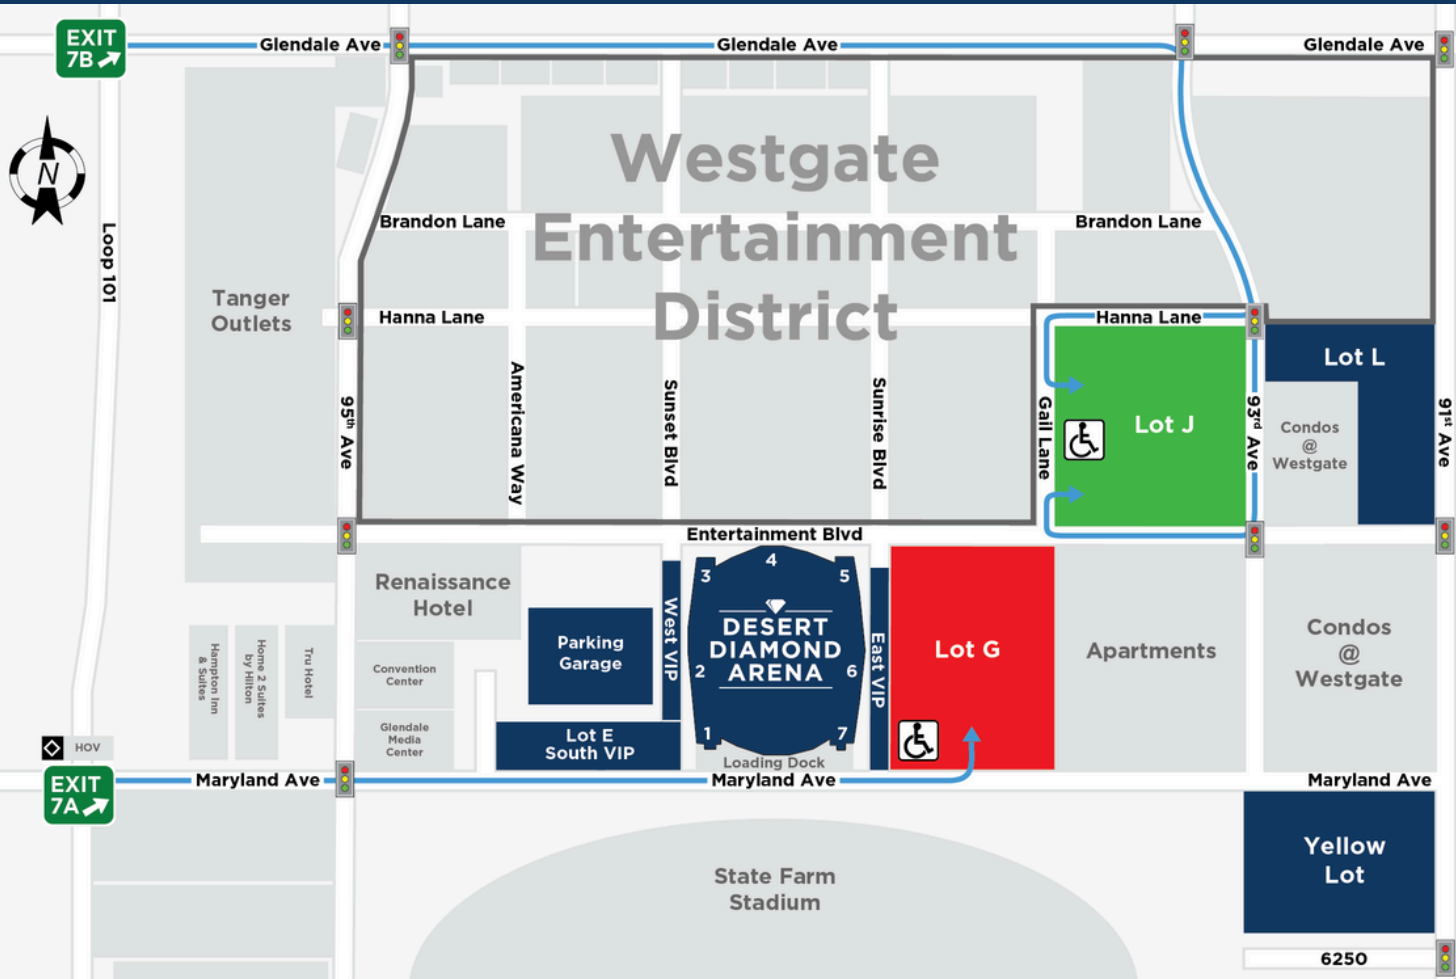 EXIT
7B
Glendale Ave
Glendale Ave
Glendale Ave
N
Westgate
Entertainment
District
Brandon Lane
Brandon Lane
Loop 101
Tanger
Outlets
Hanna Lane
Hanna Lane
Lot L
95th Ave
Americana Way
Sunset Blvd
Sunrise Blvd
Gail Lane
Lot J
93rd Ave
Condos
@
Westgate
91st Ave
Entertainment Blvd
Renaissance
Hotel
Parking
Garage
West VIP
3
4
5
DESERT
DIAMOND
ARENA
2
6
1
7
East VIP
Lot G
Apartments
Condos
@
Westgate
Hampton Inn
& Suites
Home 2 Suites
by Hilton
Tru Hotel
Convention
Center
Glendale
Media
Center
Lot E
South VIP
Loading Dock
HOV
EXIT
7A
Maryland Ave
Maryland Ave
Maryland Ave
State Farm
Stadium
Yellow
Lot
6250